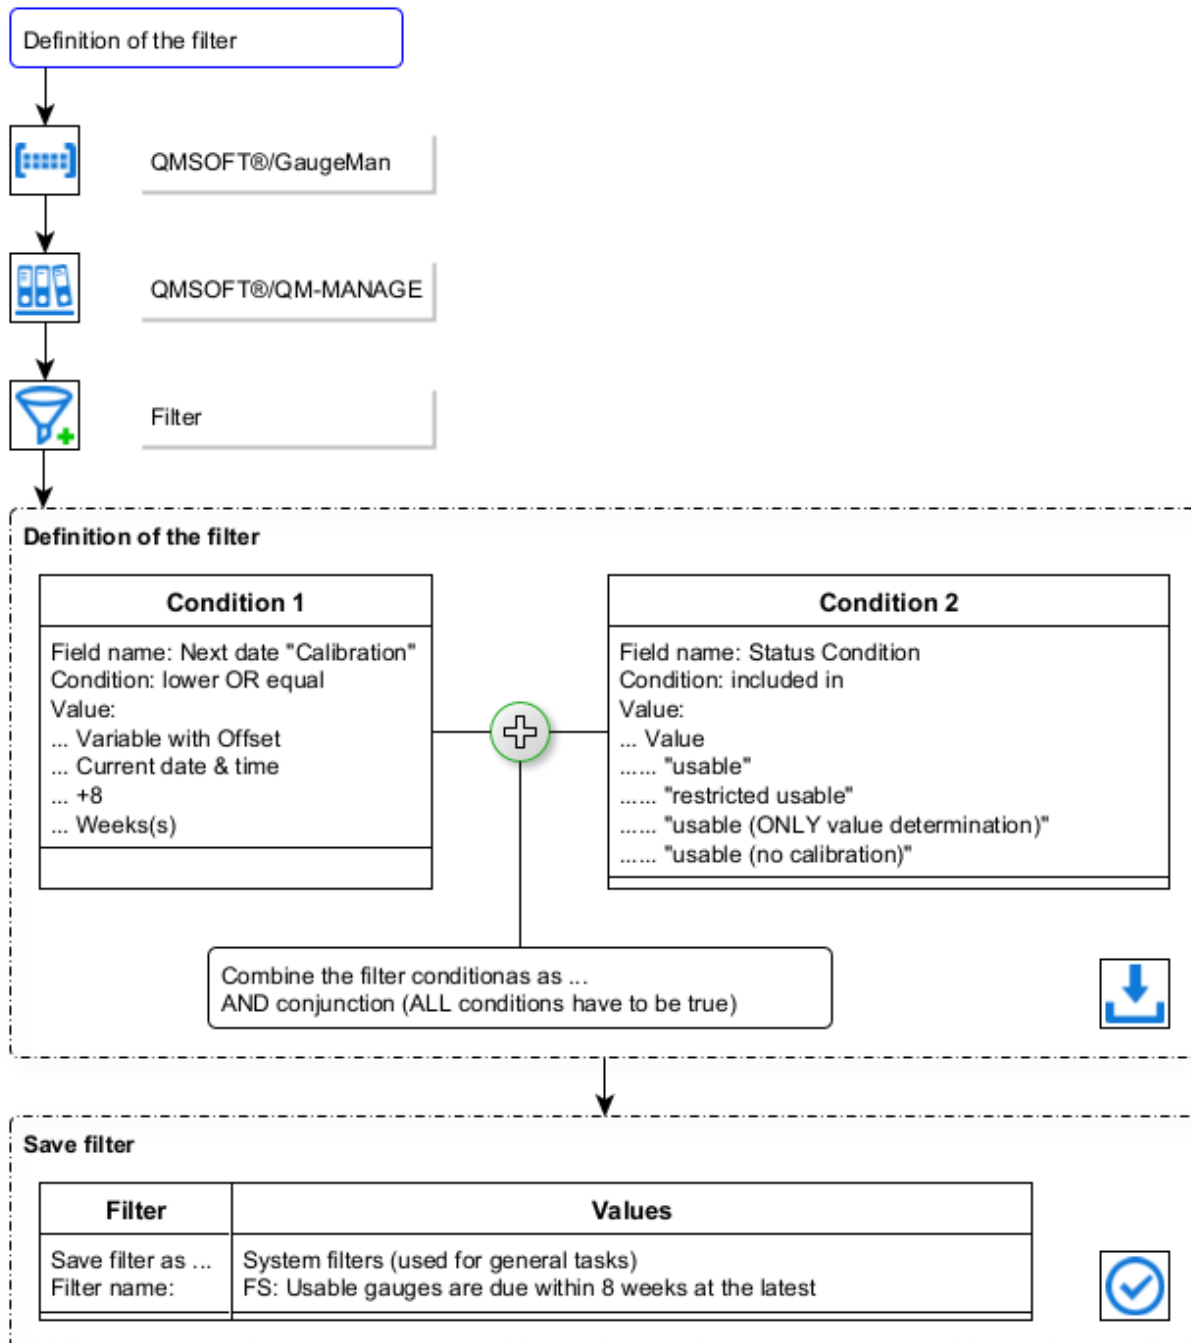 Definition of the filter
QMSOFT®/GaugeMan
QMSOFT®/QM-MANAGE
Filter
Definition of the filter
Condition 1
Field name: Next date "Calibration"
Condition: lower OR equal
Value:
... Variable with Offset
... Current date & time
... +8
... Weeks(s)
Condition 2
Field name: Status Condition
Condition: included in
Value:
... Value
...... "usable"
...... "restricted usable"
...... "usable (ONLY value determination)"
...... "usable (no calibration)"
Combine the filter conditionas as ...
AND conjunction (ALL conditions have to be true)
Save filter
Filter
Values
Save filter as ...
System filters (used for general tasks)
Filter name:
FS: Usable gauges are due within 8 weeks at the latest